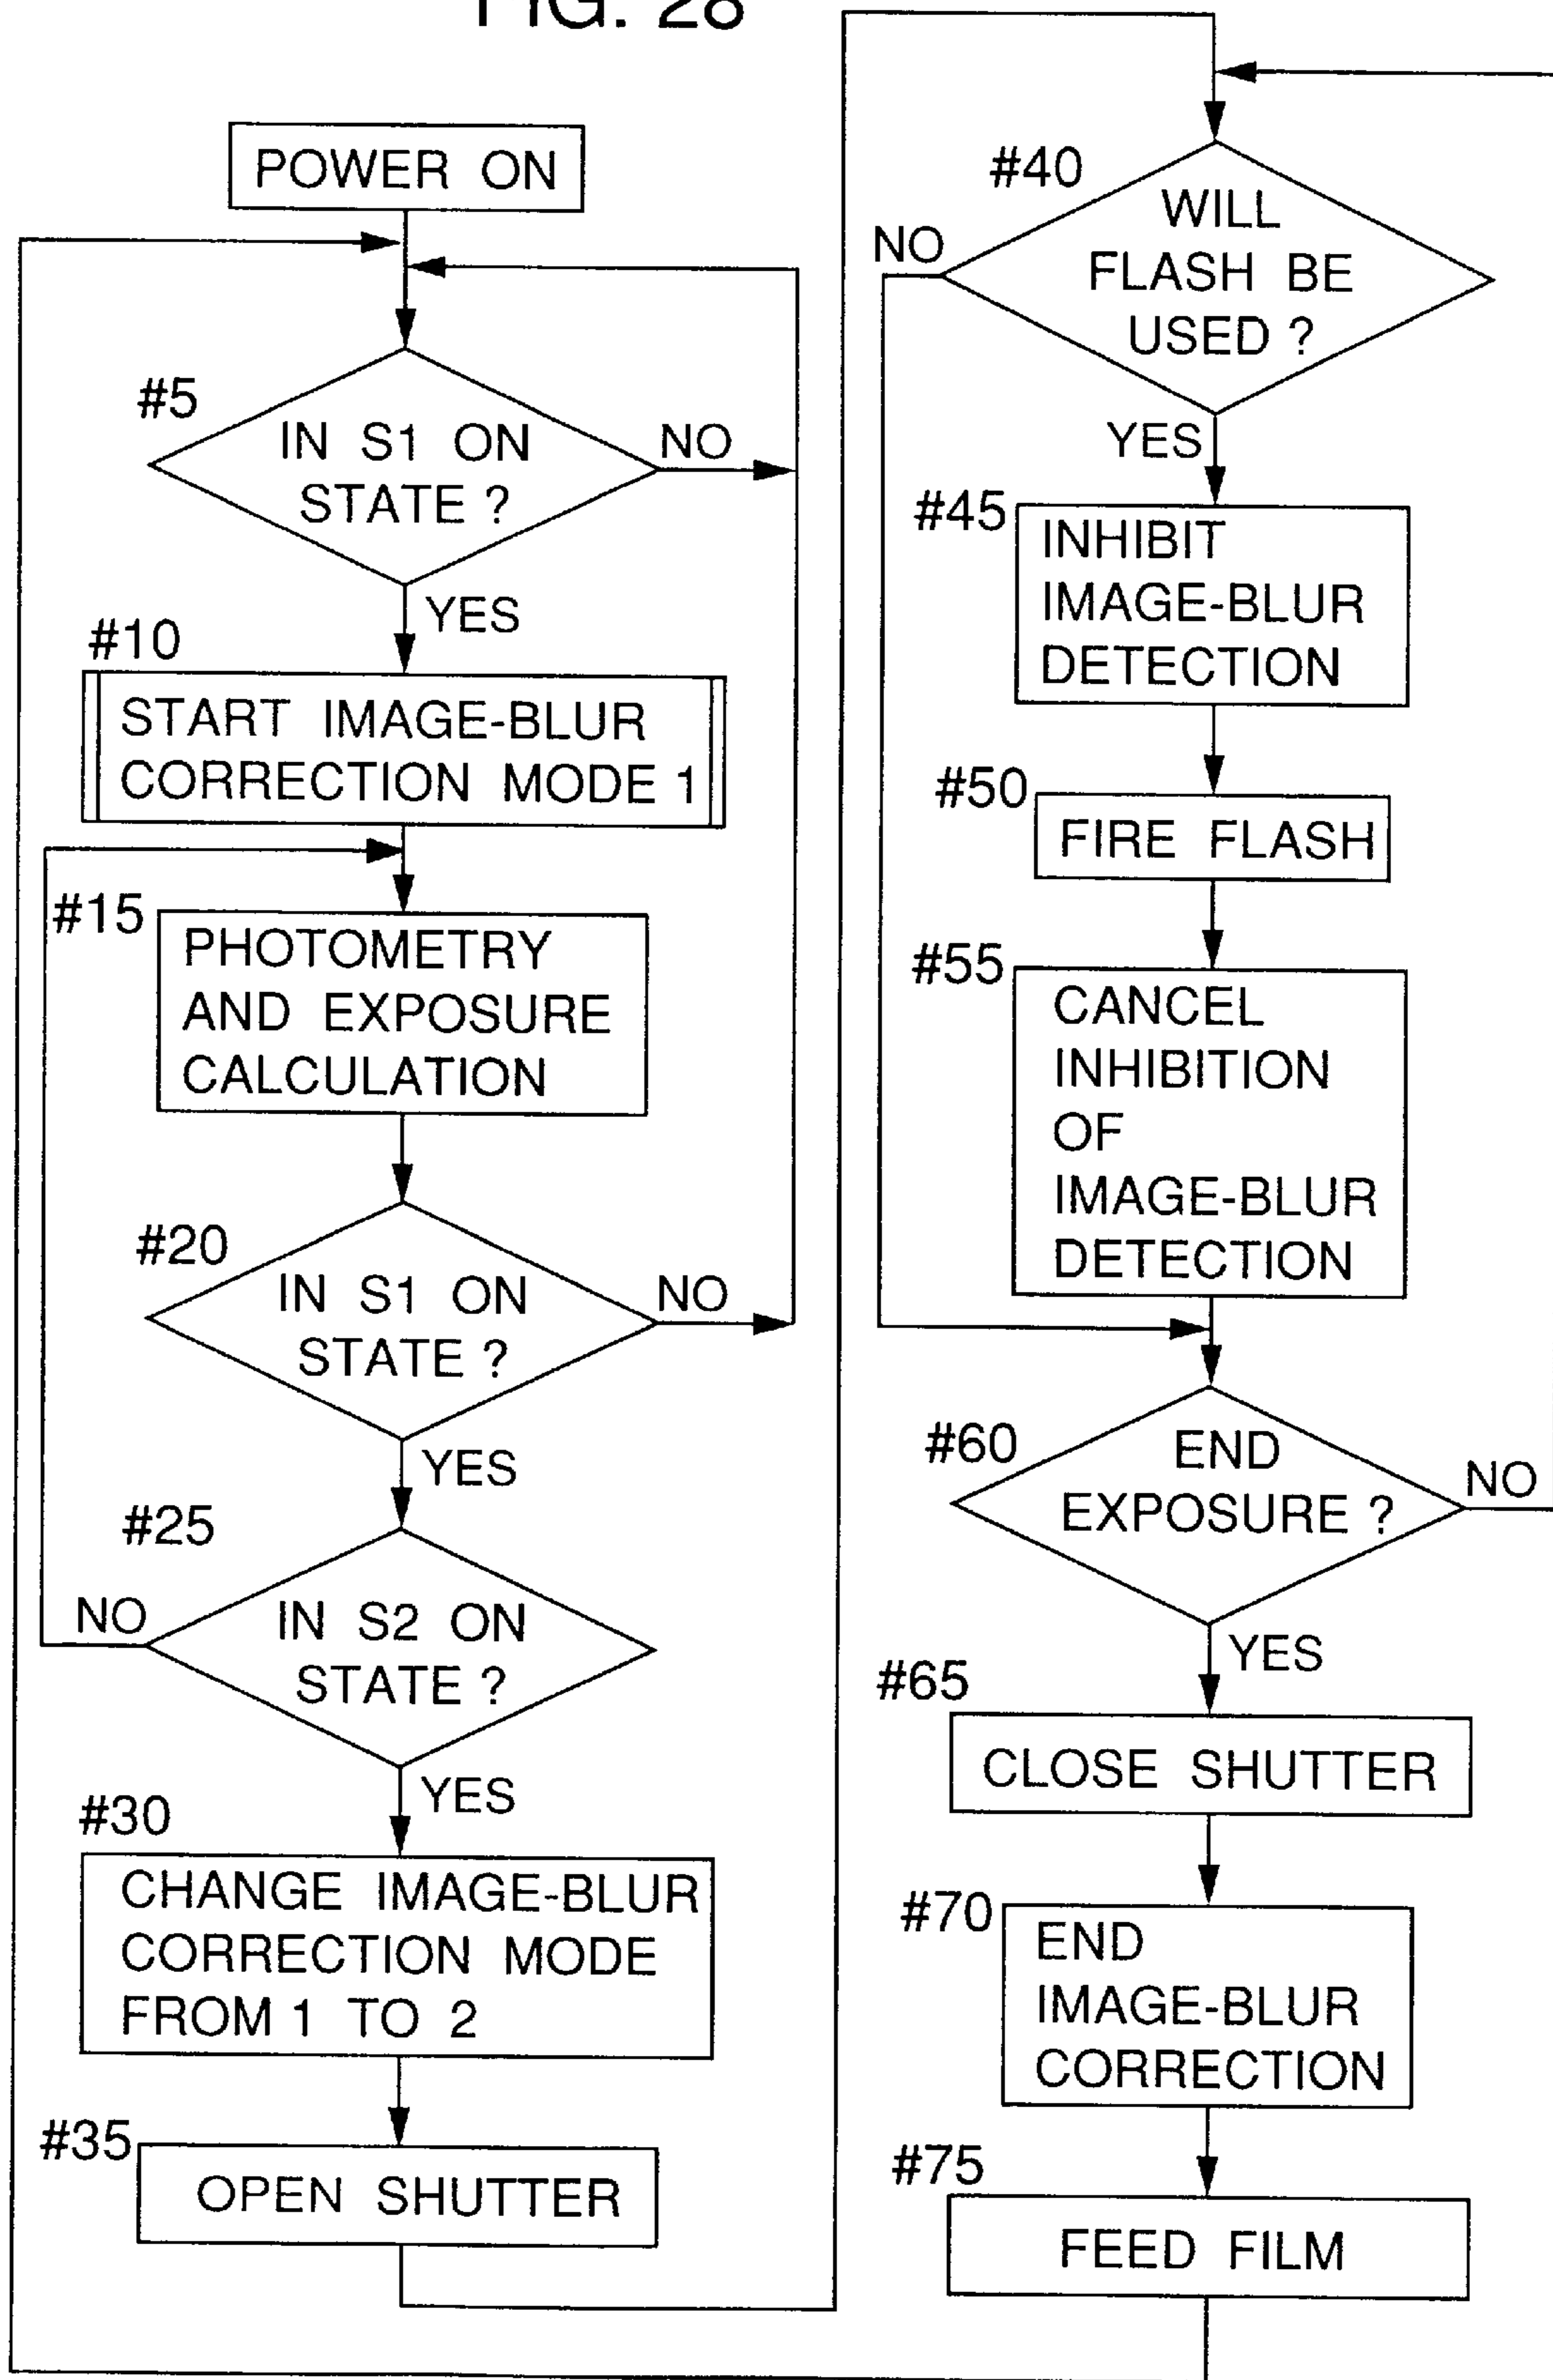 FIG. 28
POWER ON
#5
IN S1 ON
STATE ?
NO
YES
#10
START IMAGE-BLUR
CORRECTION MODE 1
#15
PHOTOMETRY
AND EXPOSURE
CALCULATION
#20
IN S1 ON
STATE ?
NO
YES
#25
IN S2 ON
STATE ?
NO
YES
#30
CHANGE IMAGE-BLUR
CORRECTION MODE
FROM 1 TO 2
#35
OPEN SHUTTER
#40
WILL
FLASH BE
USED ?
NO
YES
#45
INHIBIT
IMAGE-BLUR
DETECTION
#50
FIRE FLASH
#55
CANCEL
INHIBITION
OF
IMAGE-BLUR
DETECTION
#60
END
EXPOSURE ?
NO
YES
#65
CLOSE SHUTTER
#70
END
IMAGE-BLUR
CORRECTION
#75
FEED FILM